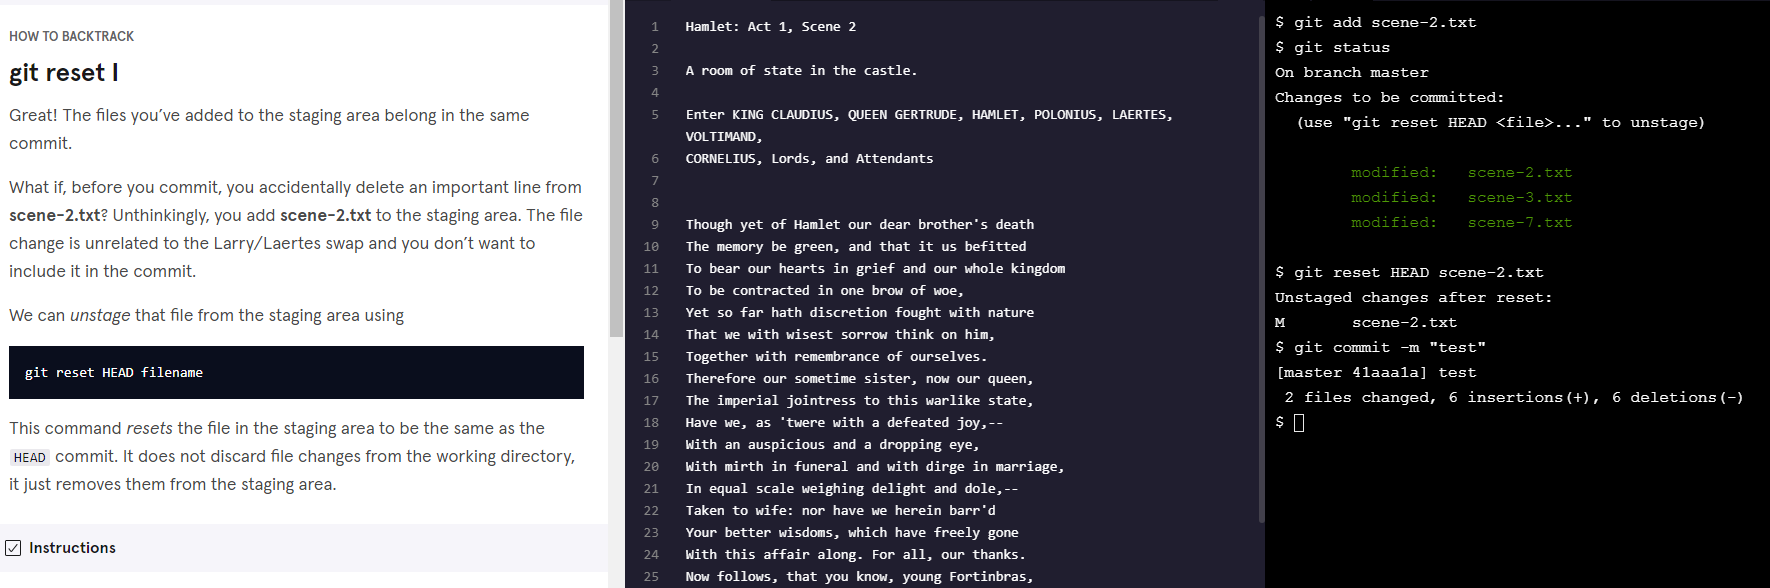 HOW TO BACKTRACK
git reset I
Great! The files you’ve added to the staging area belong in the same
commit.
What if, before you commit, you accidentally delete an important line from
scene-2.txt? Unthinkingly, you add scene-2.txt to the staging area. The file
change is unrelated to the Larry/Laertes swap and you don’t want to
include it in the commit.
We can unstage that file from the staging area using
git reset HEAD filename
This command resets the file in the staging area to be the same as the
HEAD commit. It does not discard file changes from the working directory,
it just removes them from the staging area.
Instructions
1 Hamlet: Act 1, Scene 2
2
3 A room of state in the castle.
4
5 Enter KING CLAUDIUS, QUEEN GERTRUDE, HAMLET, POLONIUS, LAERTES,
VOLTIMAND,
6 CORNELIUS, Lords, and Attendants
7
8
9 Though yet of Hamlet our dear brother's death
10 The memory be green, and that it us befitted
11 To bear our hearts in grief and our whole kingdom
12 To be contracted in one brow of woe,
13 Yet so far hath discretion fought with nature
14 That we with wisest sorrow think on him,
15 Together with remembrance of ourselves.
16 Therefore our sometime sister, now our queen,
17 The imperial jointress to this warlike state,
18 Have we, as 'twere with a defeated joy,--
19 With an auspicious and a dropping eye,
20 With mirth in funeral and with dirge in marriage,
21 In equal scale weighing delight and dole,--
22 Taken to wife: nor have we herein barr'd
23 Your better wisdoms, which have freely gone
24 With this affair along. For all, our thanks.
25 Now follows, that you know, young Fortinbras,
$ git add scene-2.txt
$ git status
On branch master
Changes to be committed:
(use "git reset HEAD <file>..." to unstage)
modified: scene-2.txt
modified: scene-3.txt
modified: scene-7.txt
$ git reset HEAD scene-2.txt
Unstaged changes after reset:
M scene-2.txt
$ git commit -m "test"
[master 41aaa1a] test
2 files changed, 6 insertions(+), 6 deletions(-)
$